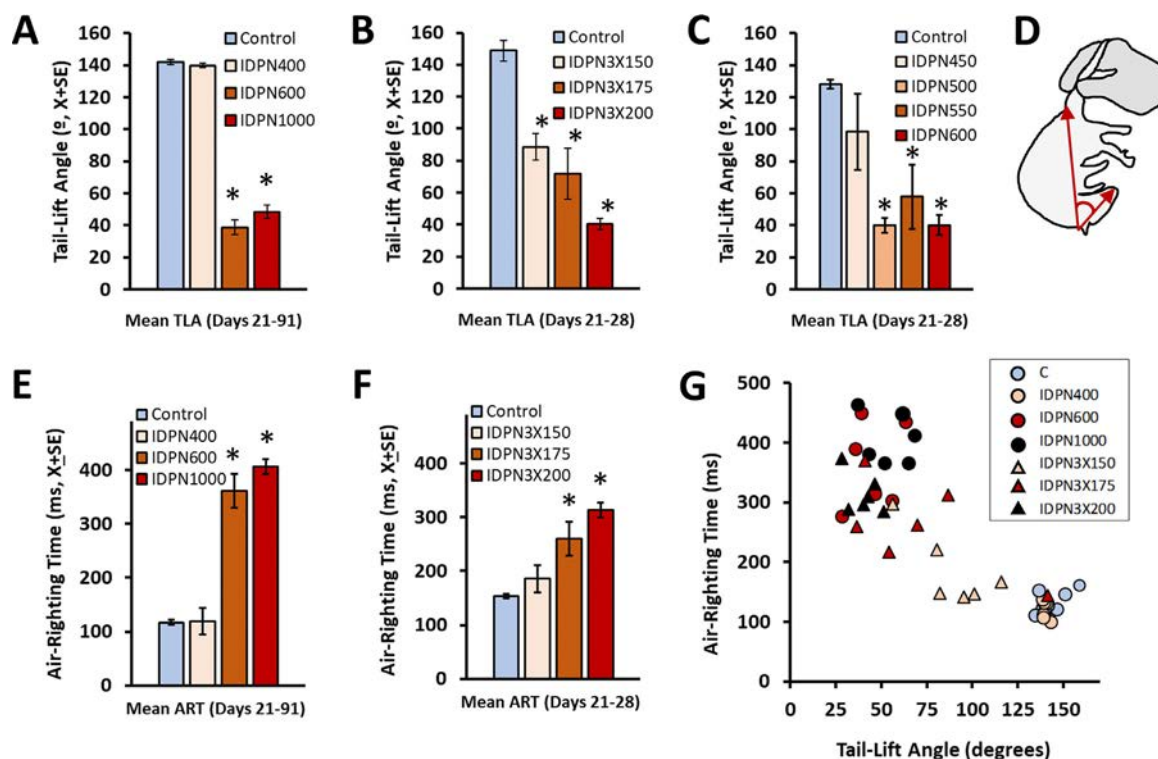 A
160
140
120
100
80
60
40
20
0
Tail-Lift Angle (º, X+SE)
Control
IDPN400
IDPN600
IDPN1000
*
*
Mean TLA (Days 21-91)
B
160
140
120
100
80
60
40
20
0
Tail-Lift Angle (º, X+SE)
Control
IDPN3X150
IDPN3X175
IDPN3X200
*
*
*
Mean TLA (Days 21-28)
C
160
140
120
100
80
60
40
20
0
Tail-Lift Angle (º, X+SE)
Control
IDPN450
IDPN500
IDPN550
IDPN600
*
*
*
Mean TLA (Days 21-28)
D
E
400
300
200
100
0
Air-Righting Time (ms, X±SE)
Control
IDPN400
IDPN600
IDPN1000
*
*
Mean ART (Days 21-91)
F
400
300
200
100
0
Air-Righting Time (ms, X±SE)
Control
IDPN3X150
IDPN3X175
IDPN3X200
*
*
Mean ART (Days 21-28)
G
500
400
300
200
100
0
Air-Righting Time (ms)
C
IDPN400
IDPN600
IDPN1000
IDPN3X150
IDPN3X175
IDPN3X200
0 25 50 75 100 125 150
Tail-Lift Angle (degrees)